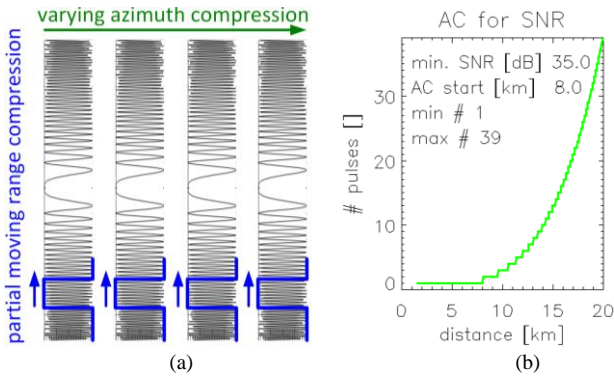 varying azimuth compression
partial moving range compression
(a)
AC for SNR
min. SNR [dB] 35.0
AC start [km] 8.0
min # 1
max # 39
# pulses []
30
20
10
0
0 5 10 15 20
distance [km]
(b)